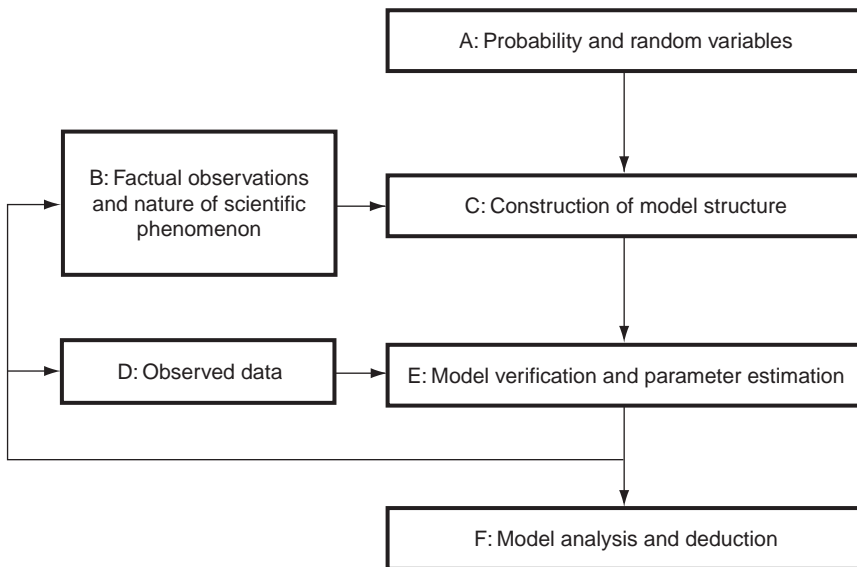 A: Probability and random variables
B: Factual observations
and nature of scientific
phenomenon
C: Construction of model structure
D: Observed data
E: Model verification and parameter estimation
F: Model analysis and deduction